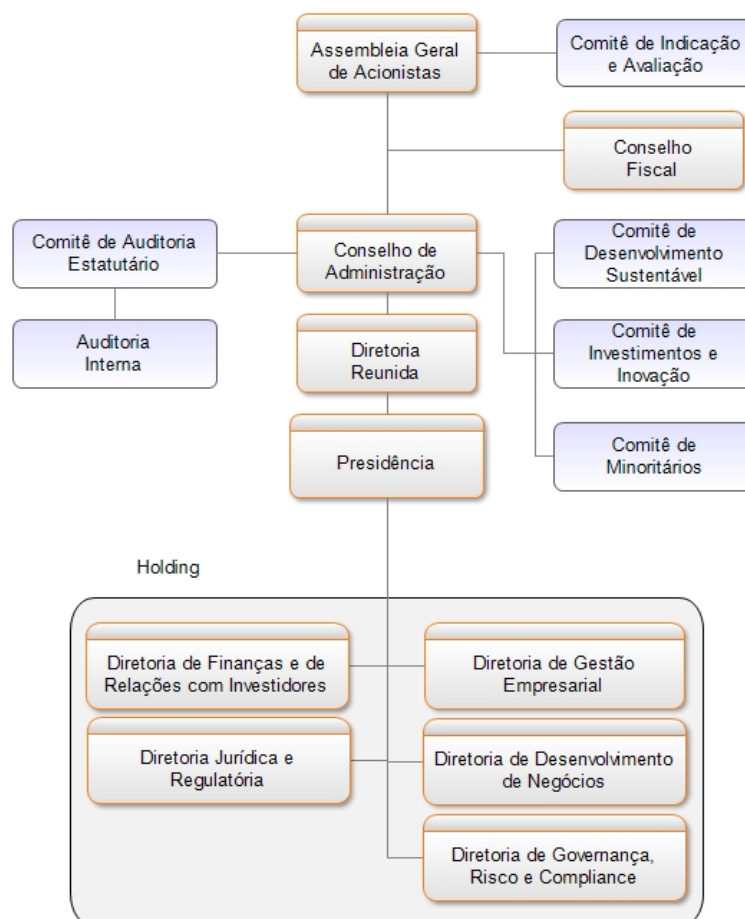 Assembleia Geral
de Acionistas
Comitê de Indicação
e Avaliação
Conselho
Fiscal
Comitê de Auditoria
Estatutário
Conselho de
Administração
Comitê de
Desenvolvimento
Sustentável
Auditoria
Interna
Diretoria
Reunida
Comitê de
Investimentos e
Inovação
Presidência
Comitê de
Minoritários
Holding
Diretoria de Finanças e de
Relações com Investidores
Diretoria de Gestão
Empresarial
Diretoria Jurídica e
Regulatória
Diretoria de Desenvolvimento
de Negócios
Diretoria de Governança,
Risco e Compliance